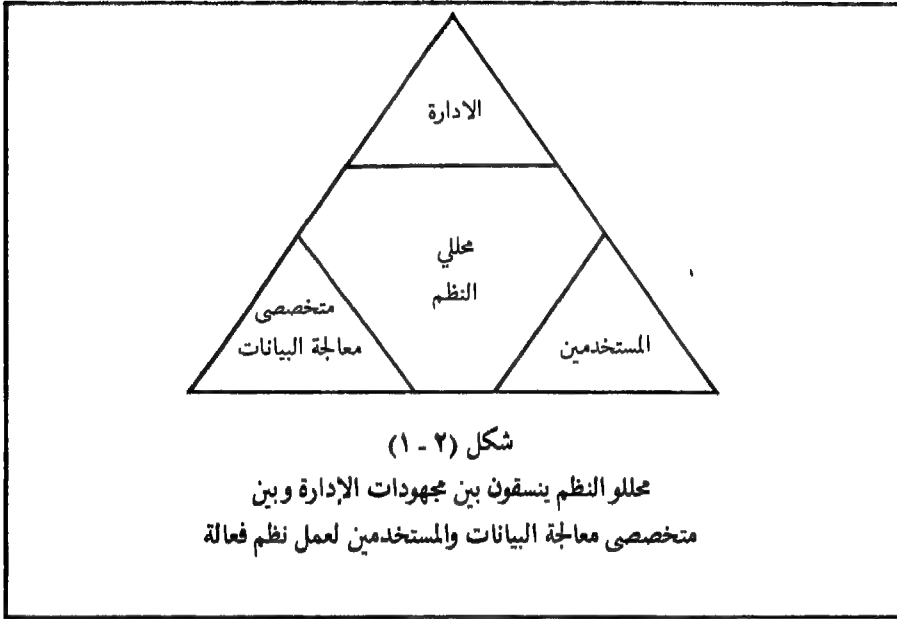 الادارة
محللي
النظم
متخصصى
معالجة البيانات
المستخدمين
شكل (٢ - ١)
محللو النظم ينسقون بين مجهودات الإدارة وبين
متخصصى معالجة البيانات والمستخدمين لعمل نظم فعالة